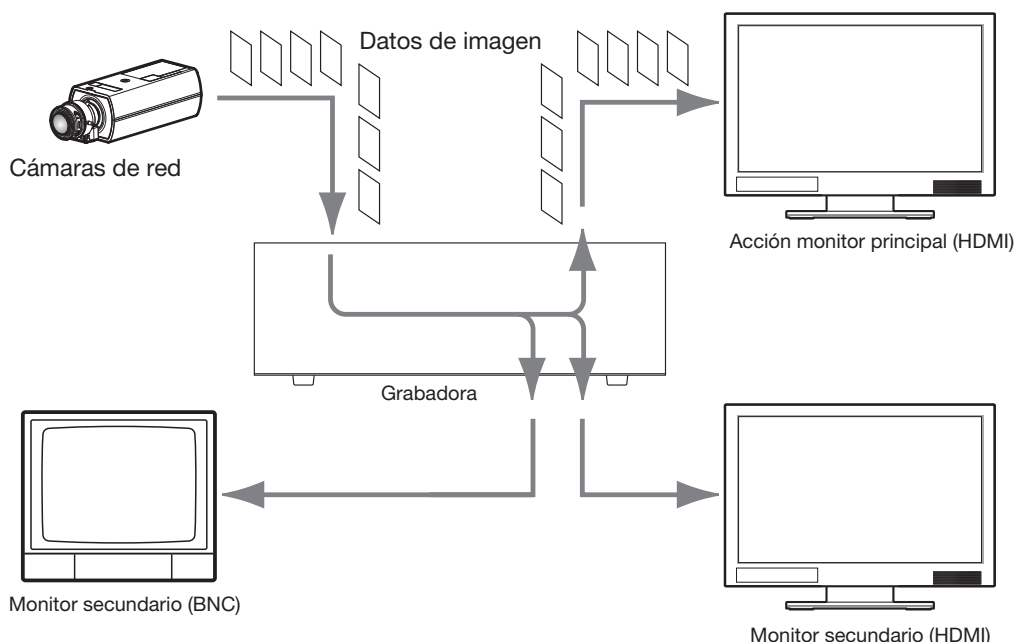 Datos de imagen
Cámaras de red
Acción monitor principal (HDMI)
Grabadora
Monitor secundario (BNC)
Monitor secundario (HDMI)